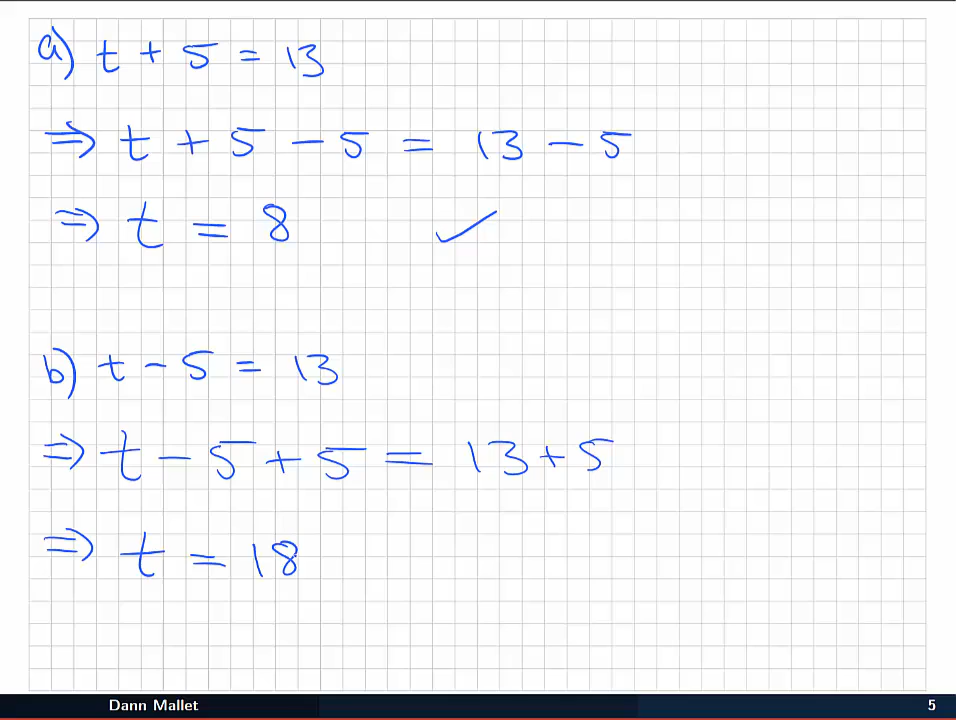 a) t + 5 = 13
⇒ t + 5 - 5 = 13 - 5
⇒ t = 8 ✓
b) t - 5 = 13
⇒ t - 5 + 5 = 13 + 5
⇒ t = 18
Dann Mallet 5